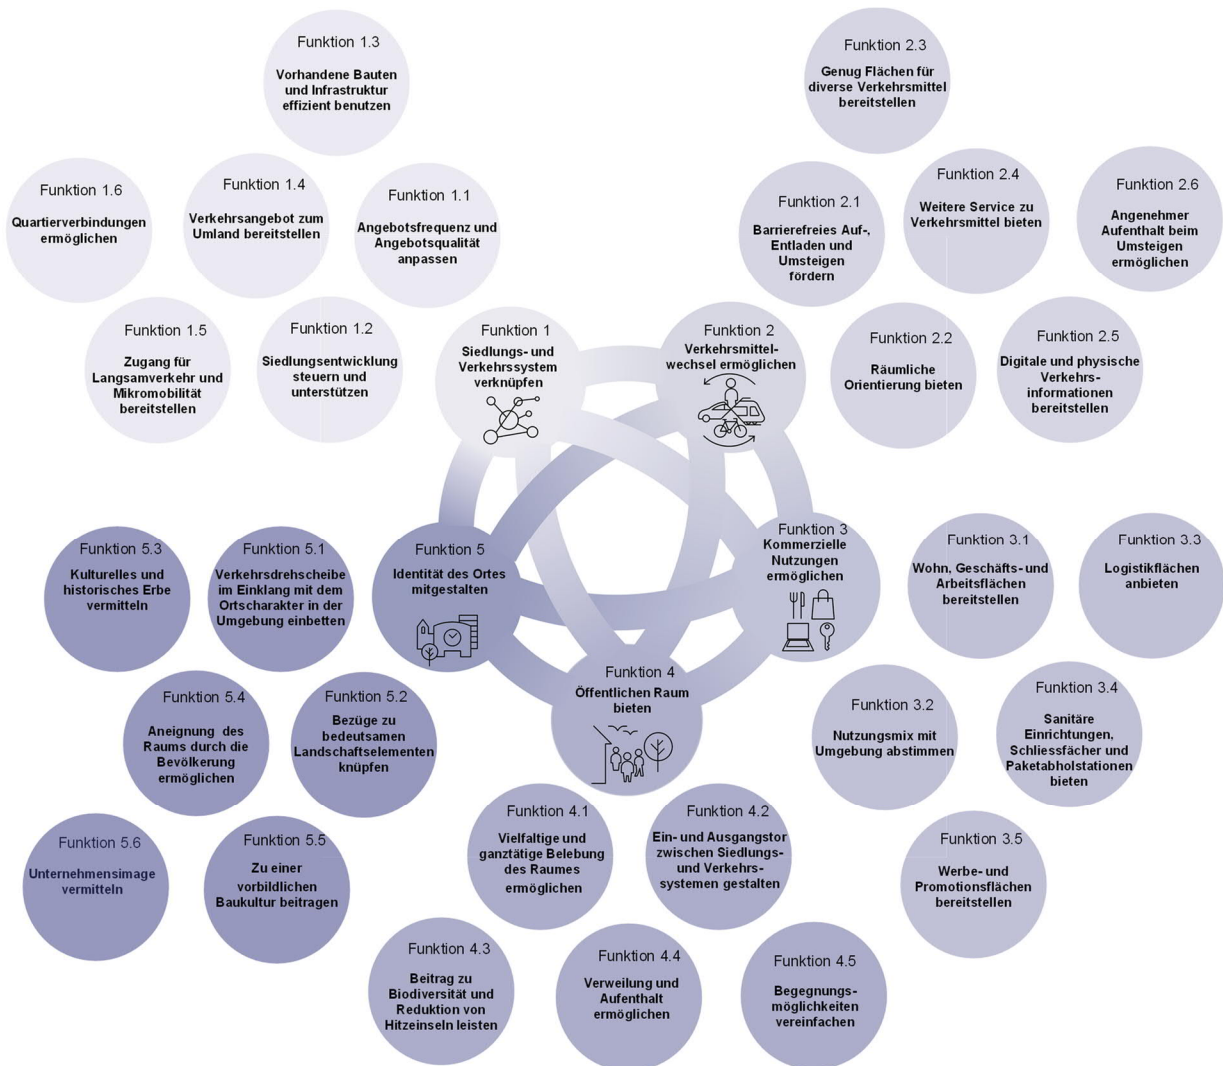 Funktion 1.3
Vorhandene Bauten
und Infrastruktur
effizient benutzen
Funktion 1.6
Quartierverbindungen
ermöglichen
Funktion 1.4
Verkehrsangebot zum
Umland bereitstellen
Funktion 1.1
Angebotsfrequenz und
Angebotsqualität
anpassen
Funktion 1.5
Zugang für
Langsamverkehr und
Mikromobilität
bereitstellen
Funktion 1.2
Siedlungsentwicklung
steuern und
unterstützen
Funktion 1
Siedlungs- und
Verkehrssystem
verknüpfen
Funktion 2.3
Genug Flächen für
diverse Verkehrsmittel
bereitstellen
Funktion 2.1
Barrierefreies Auf-,
Entladen und
Umsteigen
fördern
Funktion 2.4
Weitere Service zu
Verkehrsmittel bieten
Funktion 2.6
Angenehmer
Aufenthalt beim
Umsteigen
ermöglichen
Funktion 2
Verkehrsmittel-
wechsel ermöglichen
Funktion 2.2
Räumliche
Orientierung bieten
Funktion 2.5
Digitale und physische
Verkehrs-
informationen
bereitstellen
Funktion 5.3
Kulturelles und
historisches Erbe
vermitteln
Funktion 5.1
Verkehrsdrehscheibe
im Einklang mit dem
Ortscharakter in der
Umgebung einbetten
Funktion 5
Identität des Ortes
mitgestalten
Funktion 5.4
Aneignung des
Raums durch die
Bevölkerung
ermöglichen
Funktion 5.2
Bezüge zu
bedeutsamen
Landschaftselementen
knüpfen
Funktion 5.6
Unternehmensimage
vermitteln
Funktion 5.5
Zu einer
vorbildlichen
Baukultur beitragen
Funktion 3
Kommerzielle
Nutzungen
ermöglichen
Funktion 3.1
Wohn, Geschäfts- und
Arbeitsflächen
bereitstellen
Funktion 3.3
Logistikflächen
anbieten
Funktion 3.2
Nutzungsmix mit
Umgebung abstimmen
Funktion 3.4
Sanitäre
Einrichtungen,
Schliessfächer und
Paketabholstationen
bieten
Funktion 3.5
Werbe- und
Promotionsflächen
bereitstellen
Funktion 4
Öffentlichen Raum
bieten
Funktion 4.1
Vielfaltige und
ganztätige Belebung
des Raumes
ermöglichen
Funktion 4.2
Ein- und Ausgangstor
zwischen Siedlungs-
und Verkehrs-
systemen gestalten
Funktion 4.3
Beitrag zu
Biodiversität und
Reduktion von
Hitzeinseln leisten
Funktion 4.4
Verweilung und
Aufenthalt
ermöglichen
Funktion 4.5
Begegnungs-
möglichkeiten
vereinfachen